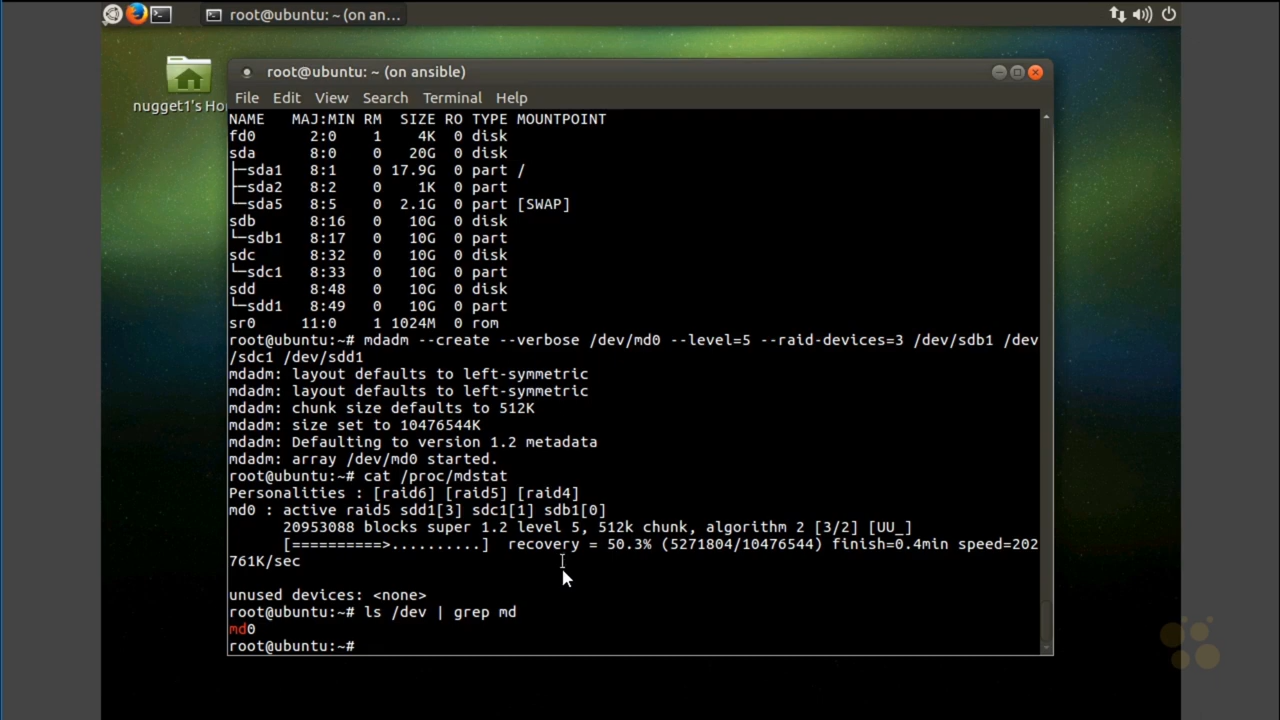 root@ubuntu: ~ (on an...
nugget1's Ho
root@ubuntu: ~ (on ansible)
File Edit View Search Terminal Help
NAME   MAJ:MIN RM  SIZE RO TYPE MOUNTPOINT
fd0      2:0    1    4K  0 disk
sda      8:0    0   20G  0 disk
├─sda1   8:1    0 17.9G  0 part /
├─sda2   8:2    0    1K  0 part
└─sda5   8:5    0  2.1G  0 part [SWAP]
sdb      8:16   0   10G  0 disk
└─sdb1   8:17   0   10G  0 part
sdc      8:32   0   10G  0 disk
└─sdc1   8:33   0   10G  0 part
sdd      8:48   0   10G  0 disk
└─sdd1   8:49   0   10G  0 part
sr0     11:0    1 1024M  0 rom
root@ubuntu:~# mdadm --create --verbose /dev/md0 --level=5 --raid-devices=3 /dev/sdb1 /dev
/sdc1 /dev/sdd1
mdadm: layout defaults to left-symmetric
mdadm: layout defaults to left-symmetric
mdadm: chunk size defaults to 512K
mdadm: size set to 10476544K
mdadm: Defaulting to version 1.2 metadata
mdadm: array /dev/md0 started.
root@ubuntu:~# cat /proc/mdstat
Personalities : [raid6] [raid5] [raid4]
md0 : active raid5 sdd1[3] sdc1[1] sdb1[0]
      20953088 blocks super 1.2 level 5, 512k chunk, algorithm 2 [3/2] [UU_]
      [==========>..........]  recovery = 50.3% (5271804/10476544) finish=0.4min speed=202
761K/sec
unused devices: <none>
root@ubuntu:~# ls /dev | grep md
md0
root@ubuntu:~#